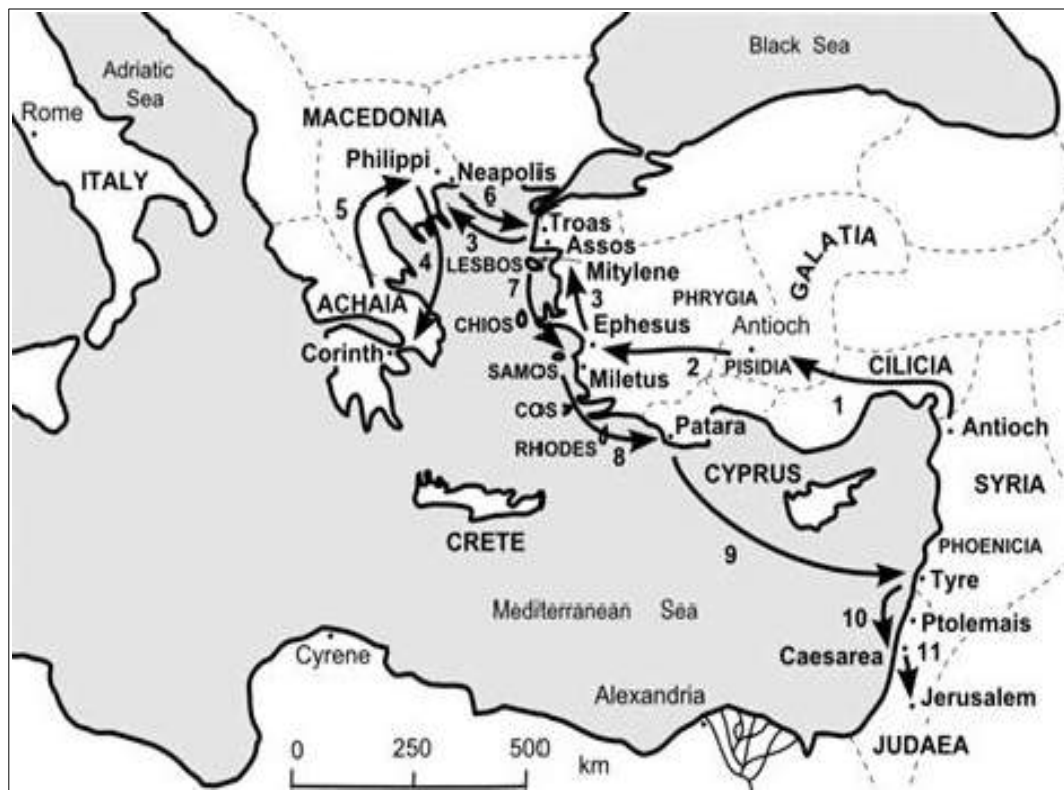 Black Sea
Adriatic
Sea
Rome
MACEDONIA
Philippi
Neapolis
ITALY
5
6
Troas
3
Assos
4
LESBOS
Mitylene
GALATIA
7
3
PHRYGIA
ACHAIA
CHIOS
Ephesus
Antioch
Corinth
SAMOS
2
PISIDIA
CILICIA
Miletus
1
COS
Patara
Antioch
RHODES
8
CYPRUS
SYRIA
CRETE
9
PHOENICIA
Tyre
Mediterranean Sea
10
Ptolemais
Cyrene
Caesarea
11
Alexandria
Jerusalem
JUDAEA
0 250 500
km